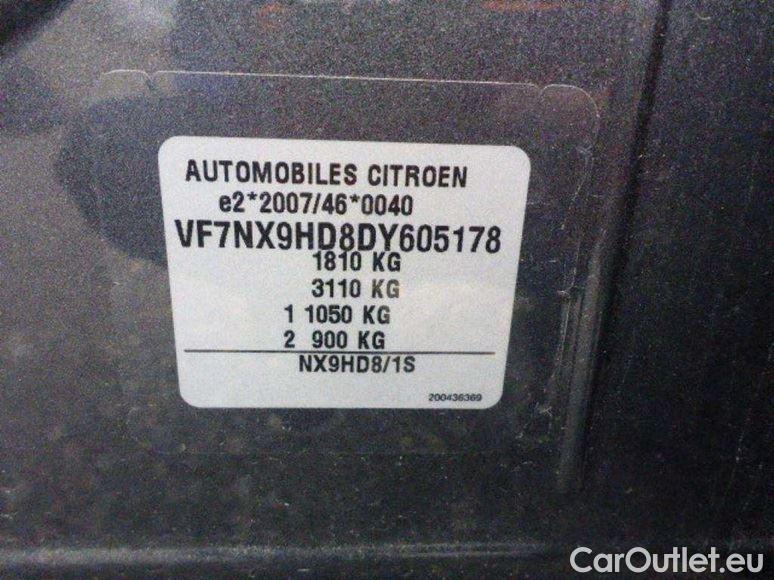 AUTOMOBILES CITROEN
e2*2007/46*0040
VF7NX9HD8DY605178
1810 KG
3110 KG
1 1050 KG
2 900 KG
NX9HD8/1S
200436369
CarOutlet.eu